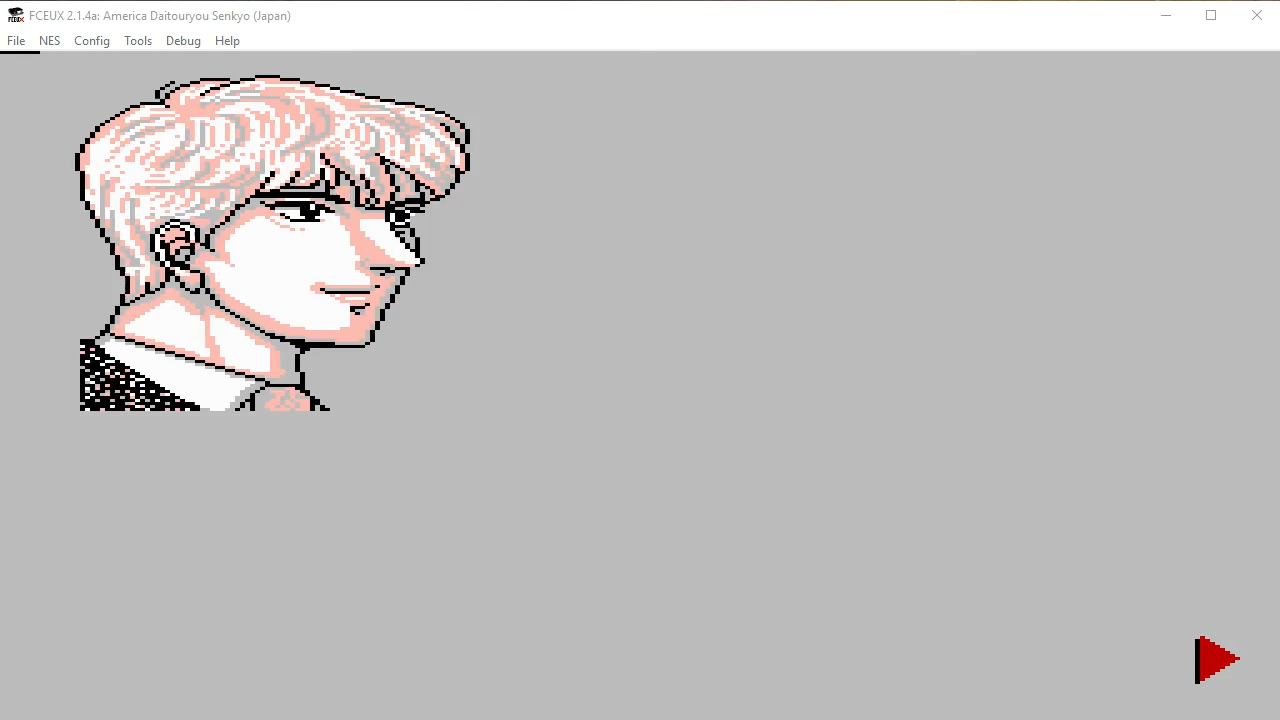 FCEUX 2.1.4a: America Daitouryou Senkyo (Japan)
File NES Config Tools Debug Help